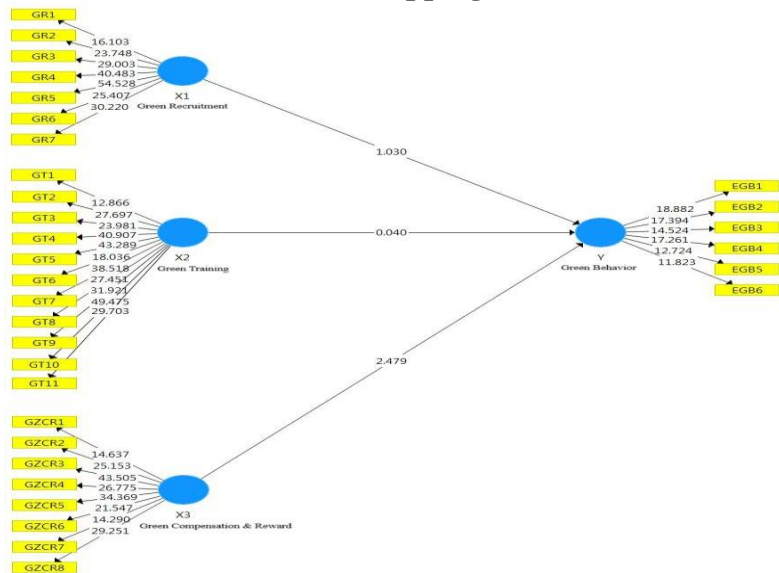 GR1
GR2
GR3
GR4
GR5
GR6
GR7
16.103
23.748
29.003
40.483
54.528
25.407
30.220
X1
Green Recruitment
1.030
GT1
GT2
GT3
GT4
GT5
GT6
GT7
GT8
GT9
GT10
GT11
12.866
27.697
23.981
40.907
43.289
18.036
38.518
27.451
31.921
49.475
29.703
X2
Green Training
0.040
GZCR1
GZCR2
GZCR3
GZCR4
GZCR5
GZCR6
GZCR7
GZCR8
14.637
25.153
43.505
26.775
34.369
21.547
14.290
29.251
X3
Green Compensation & Reward
2.479
Y
Green Behavior
18.882
17.394
14.524
17.261
12.724
11.823
EGB1
EGB2
EGB3
EGB4
EGB5
EGB6